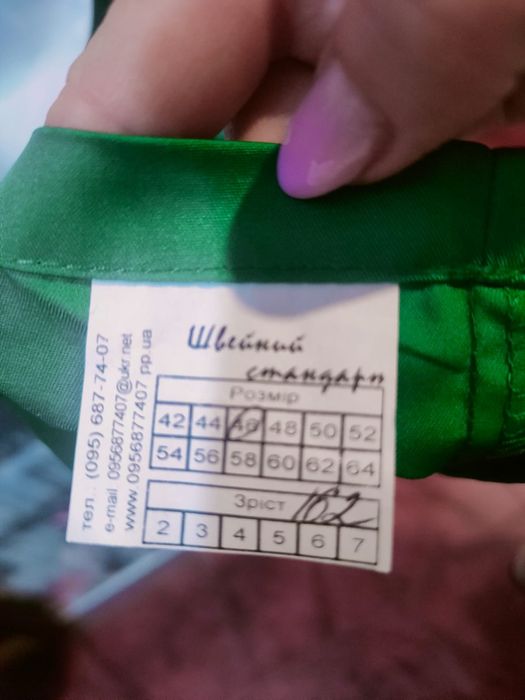 Швейний
стандарт
Розмір
42 44 46 48 50 52
54 56 58 60 62 64
Зріст 162
2 3 4 5 6 7
тел. (095) 687-74-07
e-mail 0956877407@ukr.net
www.0956877407.pp.ua